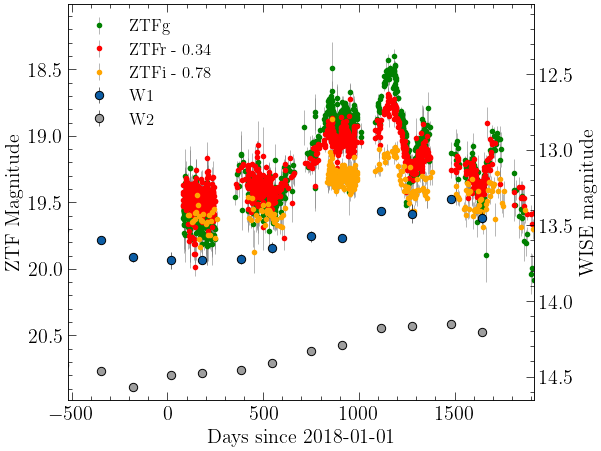 ZTFg
ZTFr - 0.34
ZTFi - 0.78
W1
W2
18.5
19.0
19.5
20.0
20.5
12.5
13.0
13.5
14.0
14.5
−500
0
500
1000
1500
ZTF Magnitude
WISE magnitude
Days since 2018-01-01